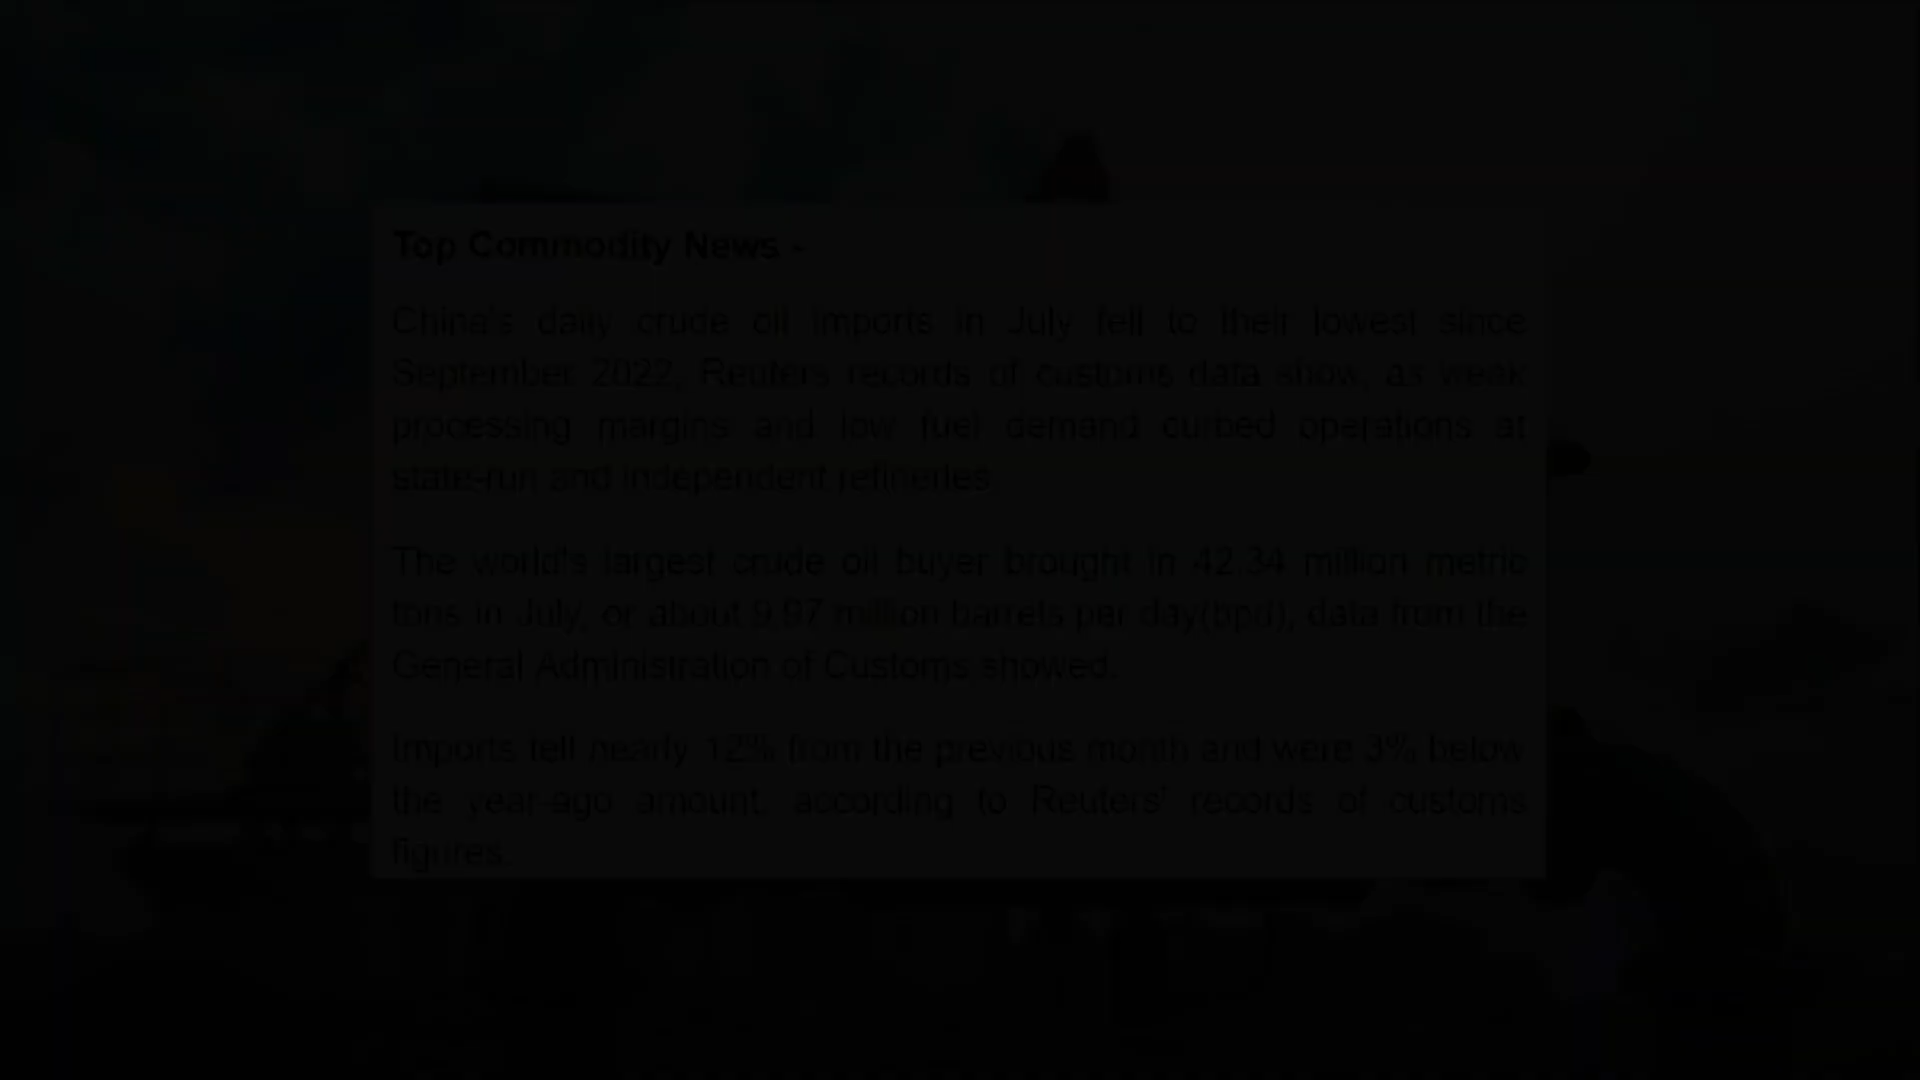 Top Commodity News -
China's daily crude oil imports in July fell to their lowest since
September 2022, Reuters records of customs data show, as weak
processing margins and low fuel demand curbed operations at
state-run and independent refineries.
The world's largest crude oil buyer brought in 42.34 million metric
tons in July, or about 9.97 million barrels per day(bpd), data from the
General Administration of Customs showed.
Imports fell nearly 12% from the previous month and were 3% below
the year-ago amount, according to Reuters' records of customs
figures.